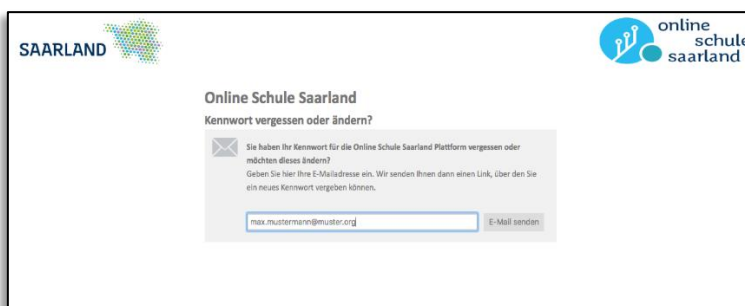 SAARLAND
online
schule
saarland
Online Schule Saarland
Kennwort vergessen oder ändern?
Sie haben Ihr Kennwort für die Online Schule Saarland Plattform vergessen oder
möchten dieses ändern?
Geben Sie hier Ihre E-Mailadresse ein. Wir senden Ihnen dann einen Link, über den Sie
ein neues Kennwort vergeben können.
max.mustermann@muster.org
E-Mail senden